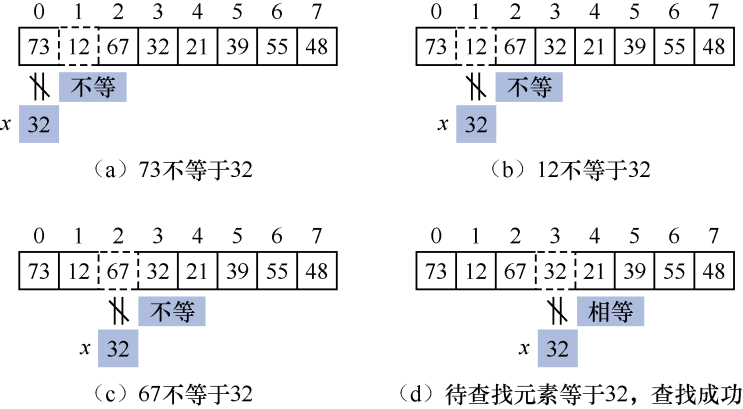 0 1 2 3 4 5 6 7
73 12 67 32 21 39 55 48
不等
x 32
（a）73不等于32
0 1 2 3 4 5 6 7
73 12 67 32 21 39 55 48
不等
x 32
（b）12不等于32
0 1 2 3 4 5 6 7
73 12 67 32 21 39 55 48
不等
x 32
（c）67不等于32
0 1 2 3 4 5 6 7
73 12 67 32 21 39 55 48
相等
x 32
（d）待查找元素等于32，查找成功